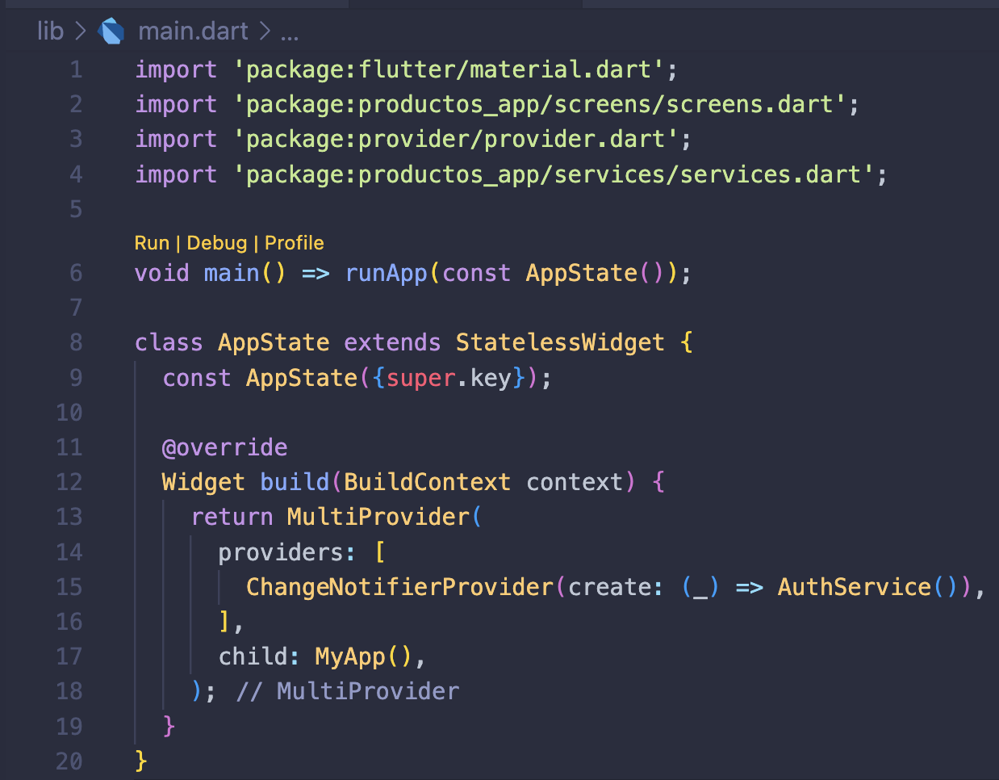 lib > main.dart > ...
1 import 'package:flutter/material.dart';
2 import 'package:productos_app/screens/screens.dart';
3 import 'package:provider/provider.dart';
4 import 'package:productos_app/services/services.dart';
5
Run | Debug | Profile
6 void main() => runApp(const AppState());
7
8 class AppState extends StatelessWidget {
9   const AppState({super.key});
10
11   @override
12   Widget build(BuildContext context) {
13     return MultiProvider(
14       providers: [
15         ChangeNotifierProvider(create: (_) => AuthService()),
16       ],
17       child: MyApp(),
18     ); // MultiProvider
19   }
20 }